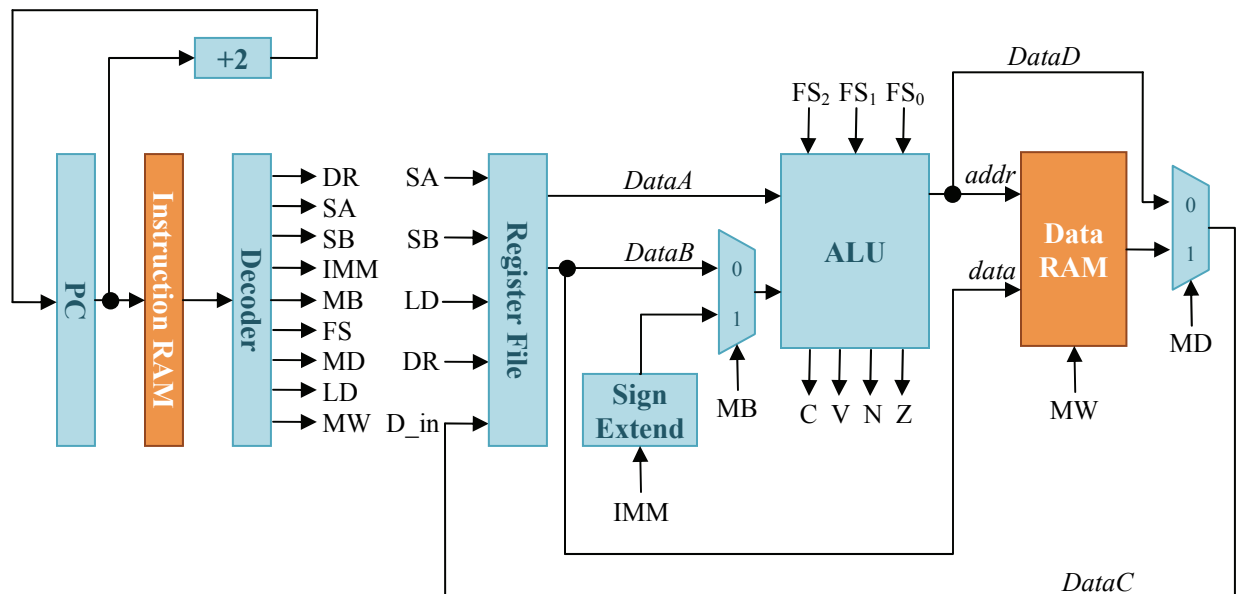 +2
PC
Instruction RAM
Decoder
DR
SA
SB
IMM
MB
FS
MD
LD
MW
SA
SB
LD
DR
D_in
Register File
DataA
DataB
0
1
MB
Sign
Extend
IMM
FS₂ FS₁ FS₀
ALU
C V N Z
DataD
addr
data
Data
RAM
MW
0
1
MD
DataC